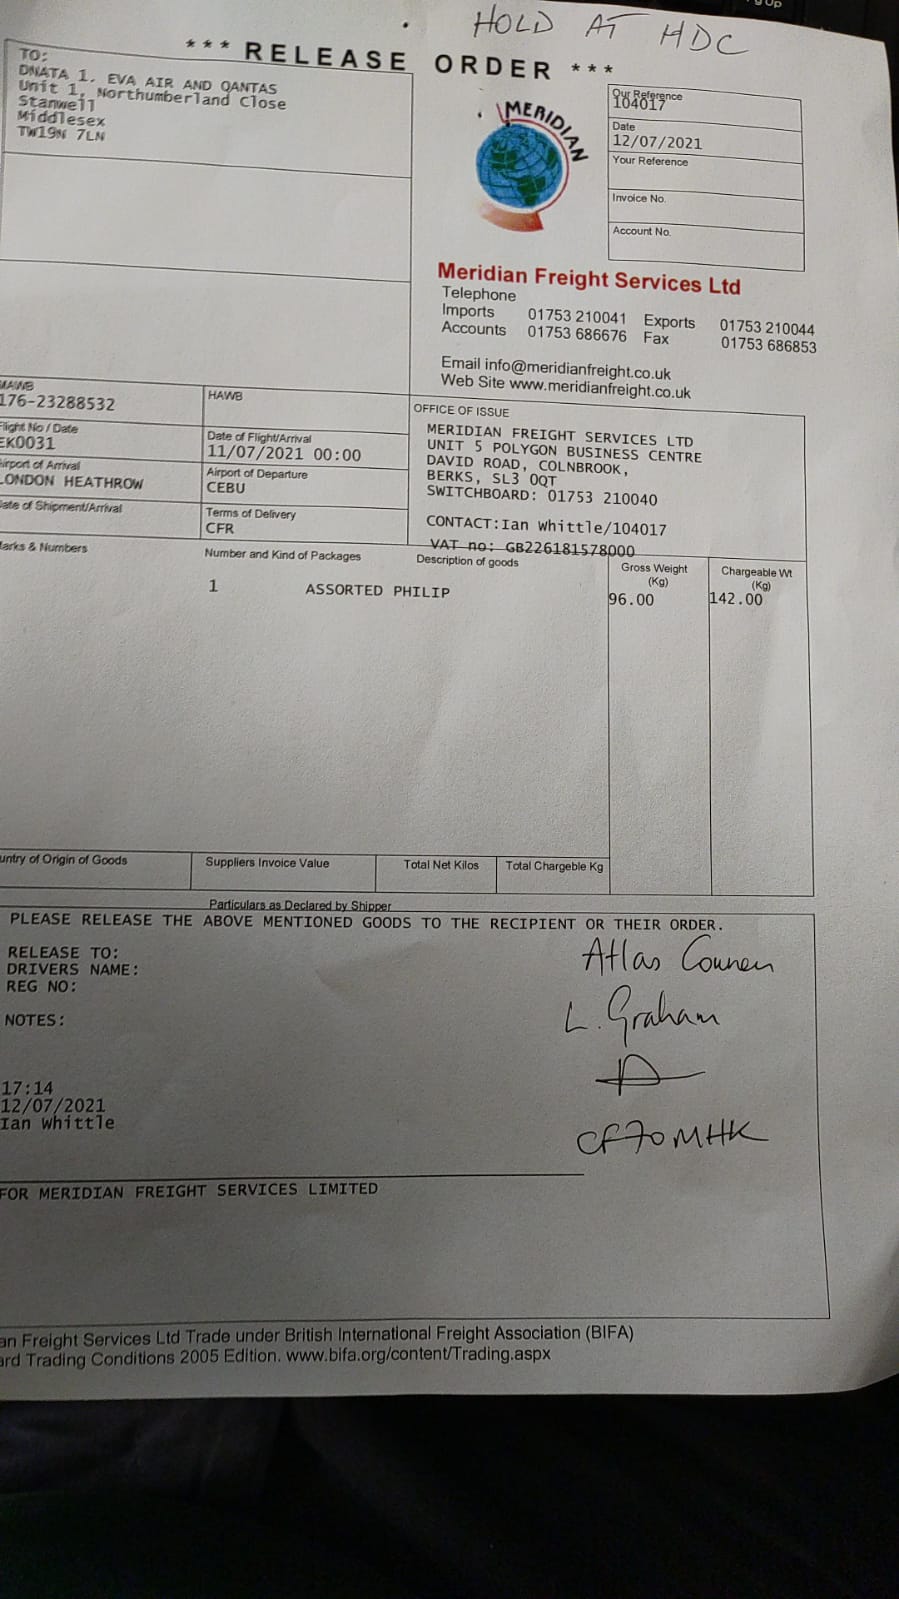 HOLD AT HDC
*** RELEASE ORDER ***
TO:
DNATA 1, EVA AIR AND QANTAS
Unit 1, Northumberland Close
Stanwell
Middlesex
TW19N 7LN
MERIDIAN
Our Reference
104017
Date
12/07/2021
Your Reference
Invoice No.
Account No.
Meridian Freight Services Ltd
Telephone
Imports 01753 210041 Exports 01753 210044
Accounts 01753 686676 Fax 01753 686853
Email info@meridianfreight.co.uk
Web Site www.meridianfreight.co.uk
MAWB
176-23288532
HAWB
Flight No / Date
EK0031
Date of Flight/Arrival
11/07/2021 00:00
Airport of Arrival
LONDON HEATHROW
Airport of Departure
CEBU
Date of Shipment/Arrival
Terms of Delivery
CFR
OFFICE OF ISSUE
MERIDIAN FREIGHT SERVICES LTD
UNIT 5 POLYGON BUSINESS CENTRE
DAVID ROAD, COLNBROOK,
BERKS, SL3 0QT
SWITCHBOARD: 01753 210040
CONTACT:Ian Whittle/104017
VAT no: GB226181578000
Marks & Numbers
Number and Kind of Packages
Description of goods
Gross Weight
(Kg)
Chargeable Wt
(Kg)
1 ASSORTED PHILIP 96.00 142.00
untry of Origin of Goods
Suppliers Invoice Value
Total Net Kilos
Total Chargeble Kg
Particulars as Declared by Shipper
PLEASE RELEASE THE ABOVE MENTIONED GOODS TO THE RECIPIENT OR THEIR ORDER.
RELEASE TO:
DRIVERS NAME:
REG NO:
NOTES:
Atlas
L. Graham
CF70MHK
17:14
12/07/2021
Ian Whittle
FOR MERIDIAN FREIGHT SERVICES LIMITED
an Freight Services Ltd Trade under British International Freight Association (BIFA)
ard Trading Conditions 2005 Edition. www.bifa.org/content/Trading.aspx